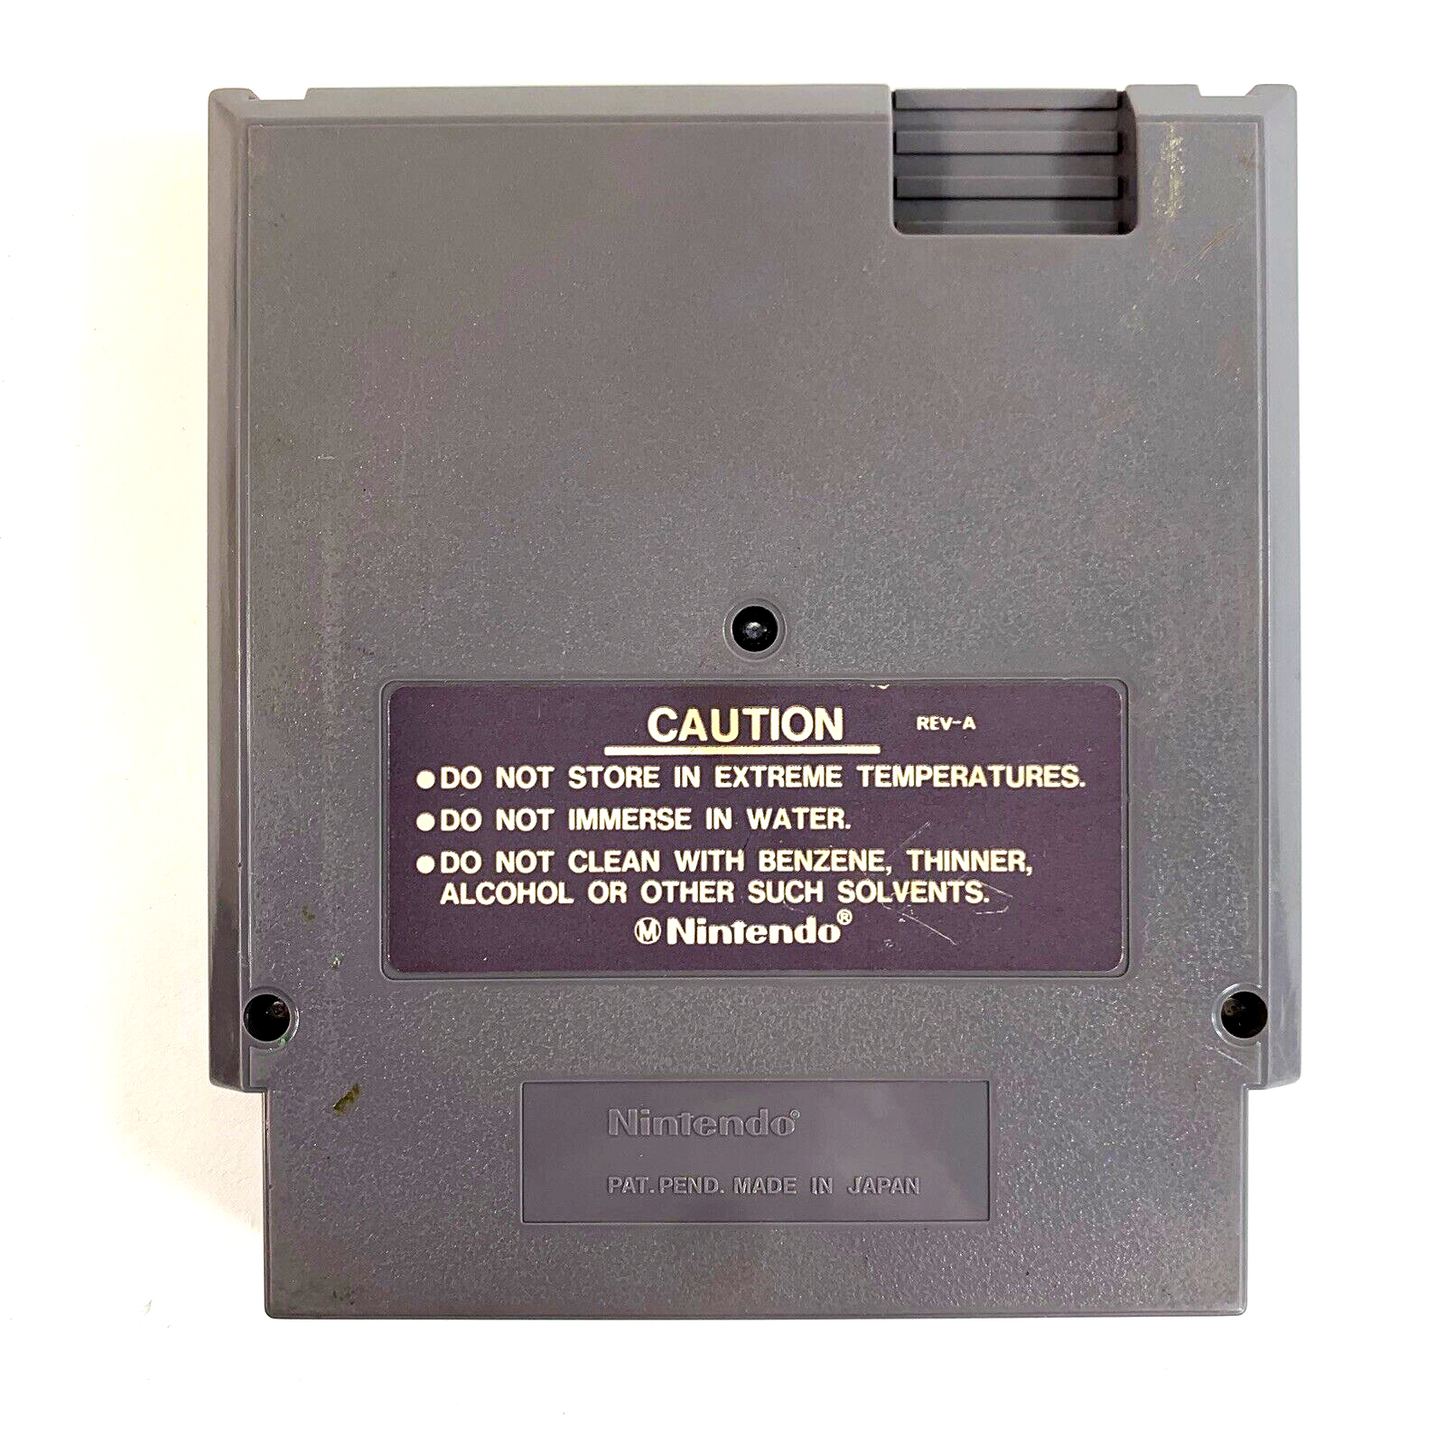 CAUTION REV-A
●DO NOT STORE IN EXTREME TEMPERATURES.
●DO NOT IMMERSE IN WATER.
●DO NOT CLEAN WITH BENZENE, THINNER,
ALCOHOL OR OTHER SUCH SOLVENTS.
Ⓜ Nintendo®
Nintendo®
PAT. PEND. MADE IN JAPAN